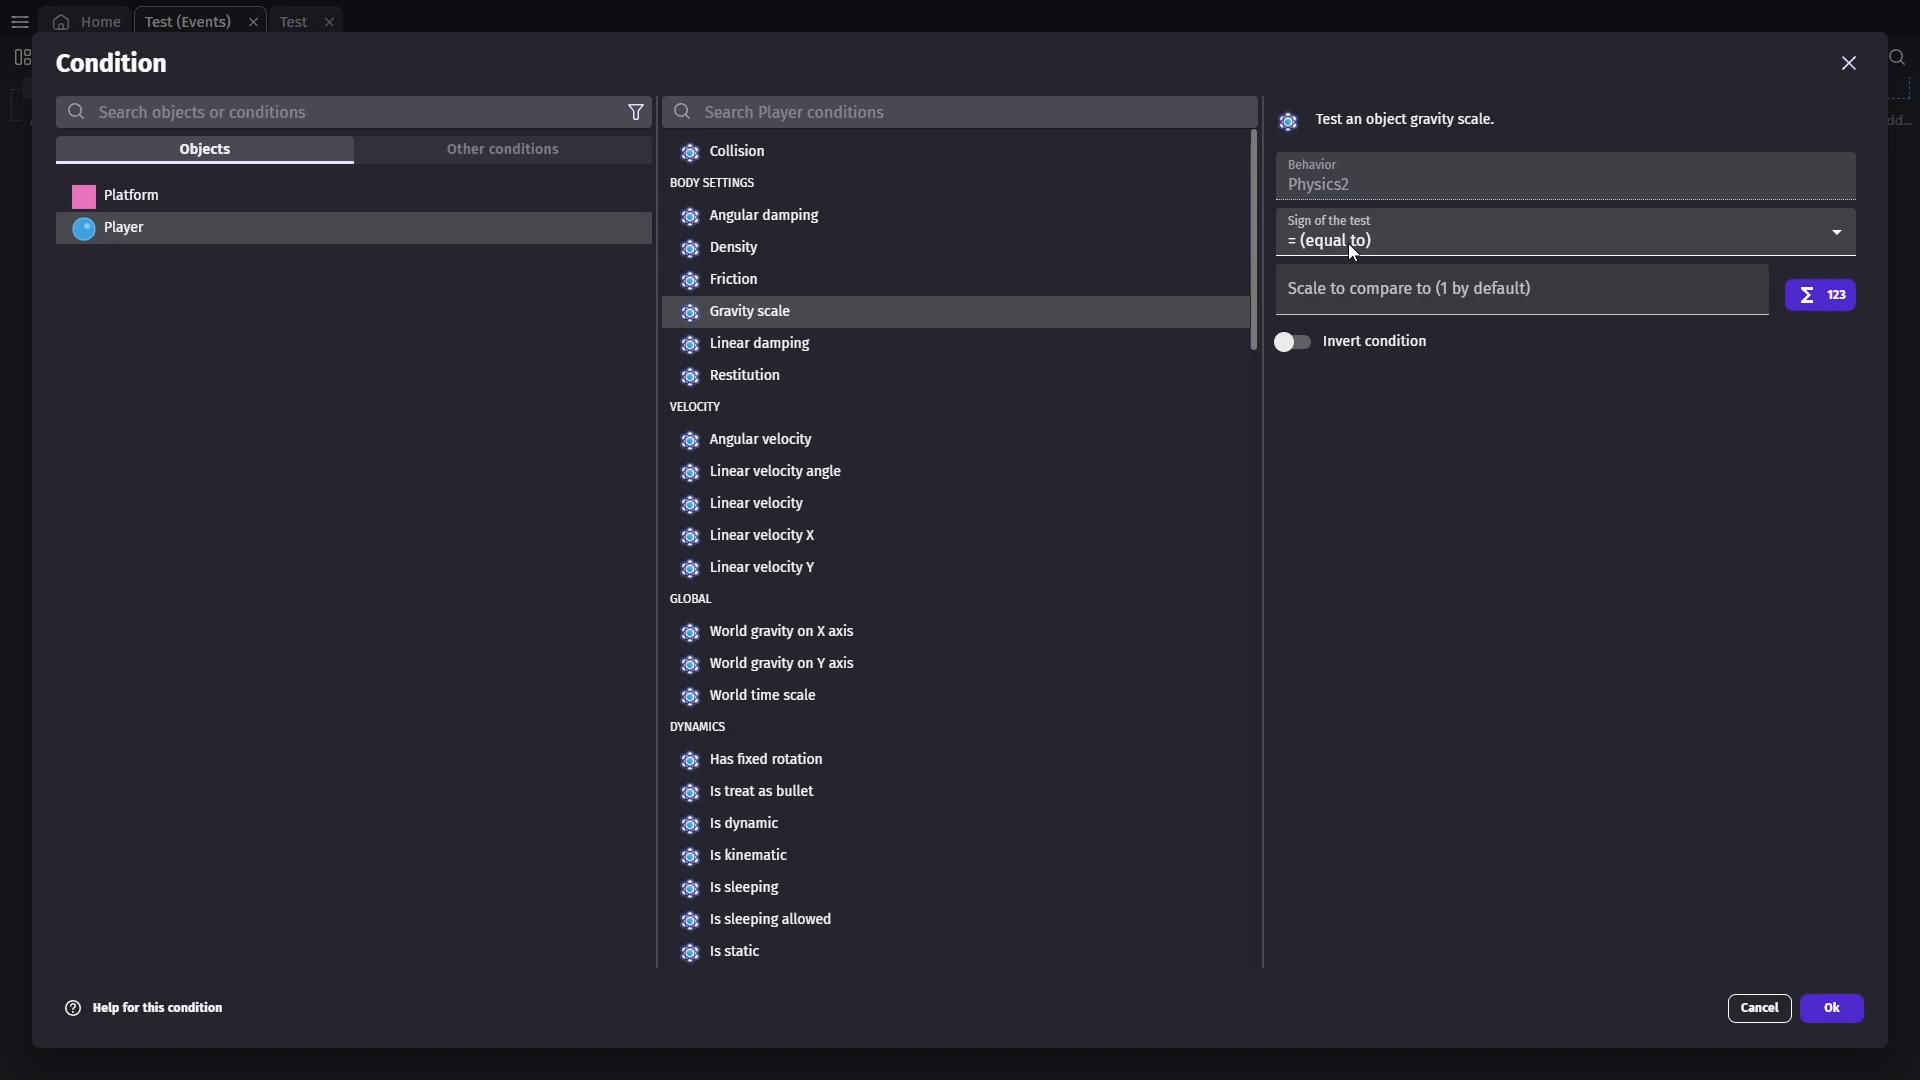 Home
Test (Events)
Test
Condition
Search objects or conditions
Objects
Other conditions
Platform
Player
Search Player conditions
Collision
BODY SETTINGS
Angular damping
Density
Friction
Gravity scale
Linear damping
Restitution
VELOCITY
Angular velocity
Linear velocity angle
Linear velocity
Linear velocity X
Linear velocity Y
GLOBAL
World gravity on X axis
World gravity on Y axis
World time scale
DYNAMICS
Has fixed rotation
Is treat as bullet
Is dynamic
Is kinematic
Is sleeping
Is sleeping allowed
Is static
Test an object gravity scale.
Behavior
Physics2
Sign of the test
= (equal to)
Scale to compare to (1 by default)
Σ 123
Invert condition
Help for this condition
Cancel
Ok